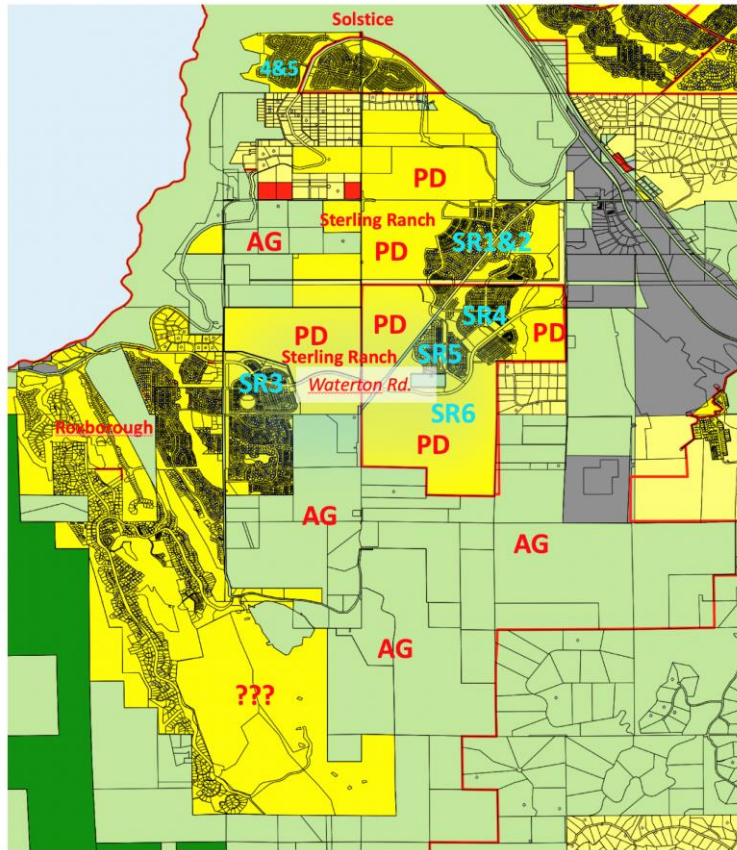 Solstice
4&5
PD
Sterling Ranch
AG
SR1&2
PD
PD
PD
SR4
PD
Sterling Ranch
SR5
SR3
Waterton Rd.
SR6
Roxborough
PD
AG
AG
AG
???